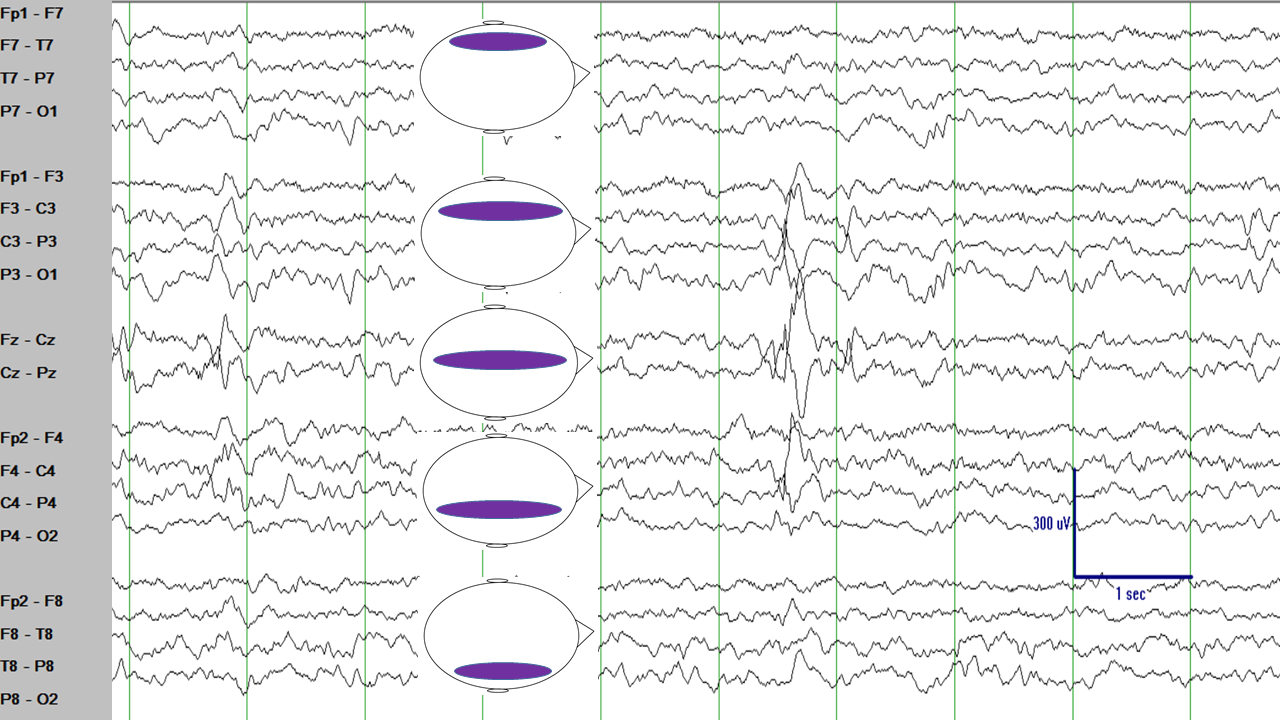 Fp1 - F7
F7 - T7
T7 - P7
P7 - O1
Fp1 - F3
F3 - C3
C3 - P3
P3 - O1
Fz - Cz
Cz - Pz
Fp2 - F4
F4 - C4
C4 - P4
P4 - O2
300 uV
1 sec
Fp2 - F8
F8 - T8
T8 - P8
P8 - O2